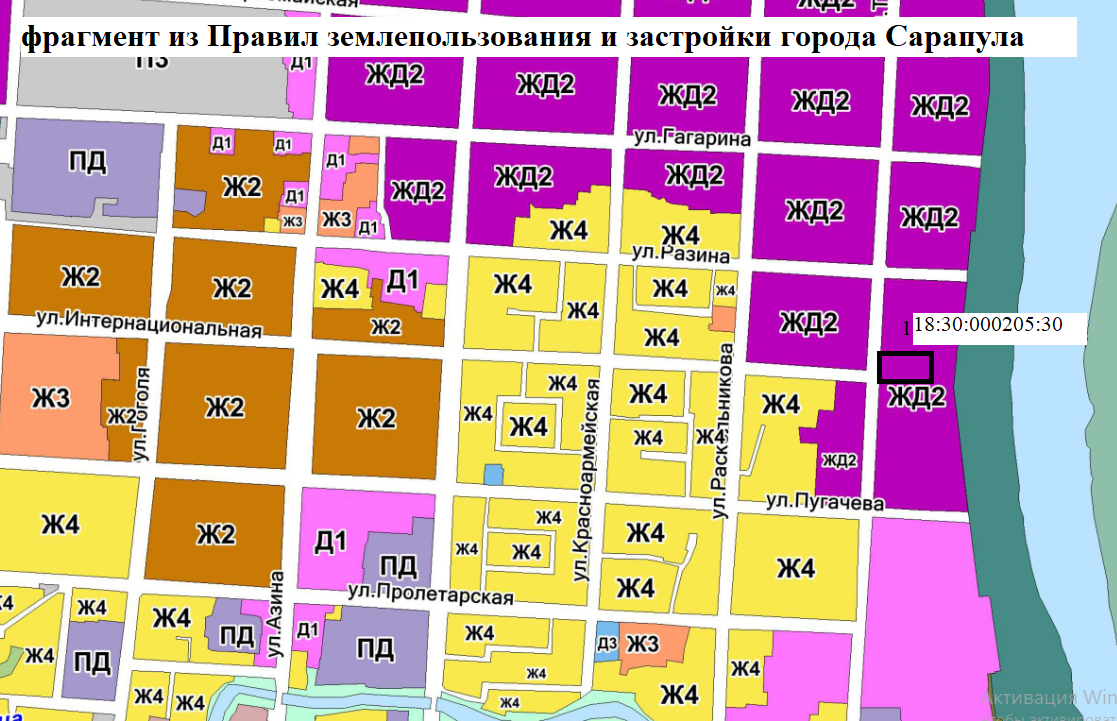 ЖД2
фрагмент из Правил землепользования и застройки города Сарапула
П3 Д1
ЖД2 ЖД2 ЖД2 ЖД2 ЖД2
ул.Гагарина
ПД Д1 Д1 Д1
Ж2 Д1 ЖД2 ЖД2 ЖД2 ЖД2 ЖД2
Ж3 Ж3 Д1 Ж4 Ж4
ул.Разина
Ж2 Ж2 Ж4 Д1 Ж4 Ж4 Ж4
Ж4
ул.Интернациональная Ж2 Ж4 ЖД2 1 18:30:000205:30
Ж3 Ж2 ул.Гоголя Ж2 Ж2
Ж4 Ж4 Ж4 Ж4 Ж4 ЖД2
Ж4 Ж4 ЖД2
ул.Красноармейская
ул.Раскольникова
ул.Пугачева
Ж4 Ж2 Д1 ПД
Ж4 Ж4 Ж4 Ж4 Ж4 Ж4
ул.Пролетарская
ул.Азина
Ж4 Ж4 Ж4 ПД Д1 ПД Ж4 Д3 Ж3
Ж4 ПД Ж4 Ж4
Ж4 Ж4 Ж4 Ж4